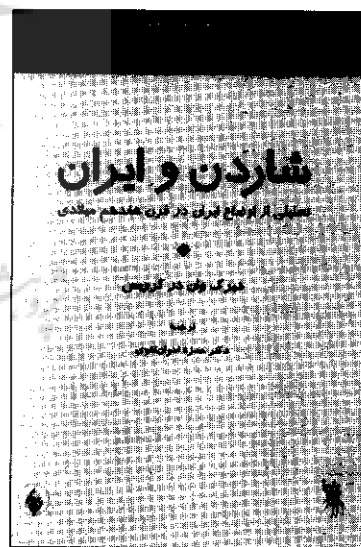 شاردن و ایران
تحلیلی از اوضاع ایران در قرن هفدهم میلادی
دیرک وان در کرویس
ترجمه
دکتر حمزه اخوان تقوی